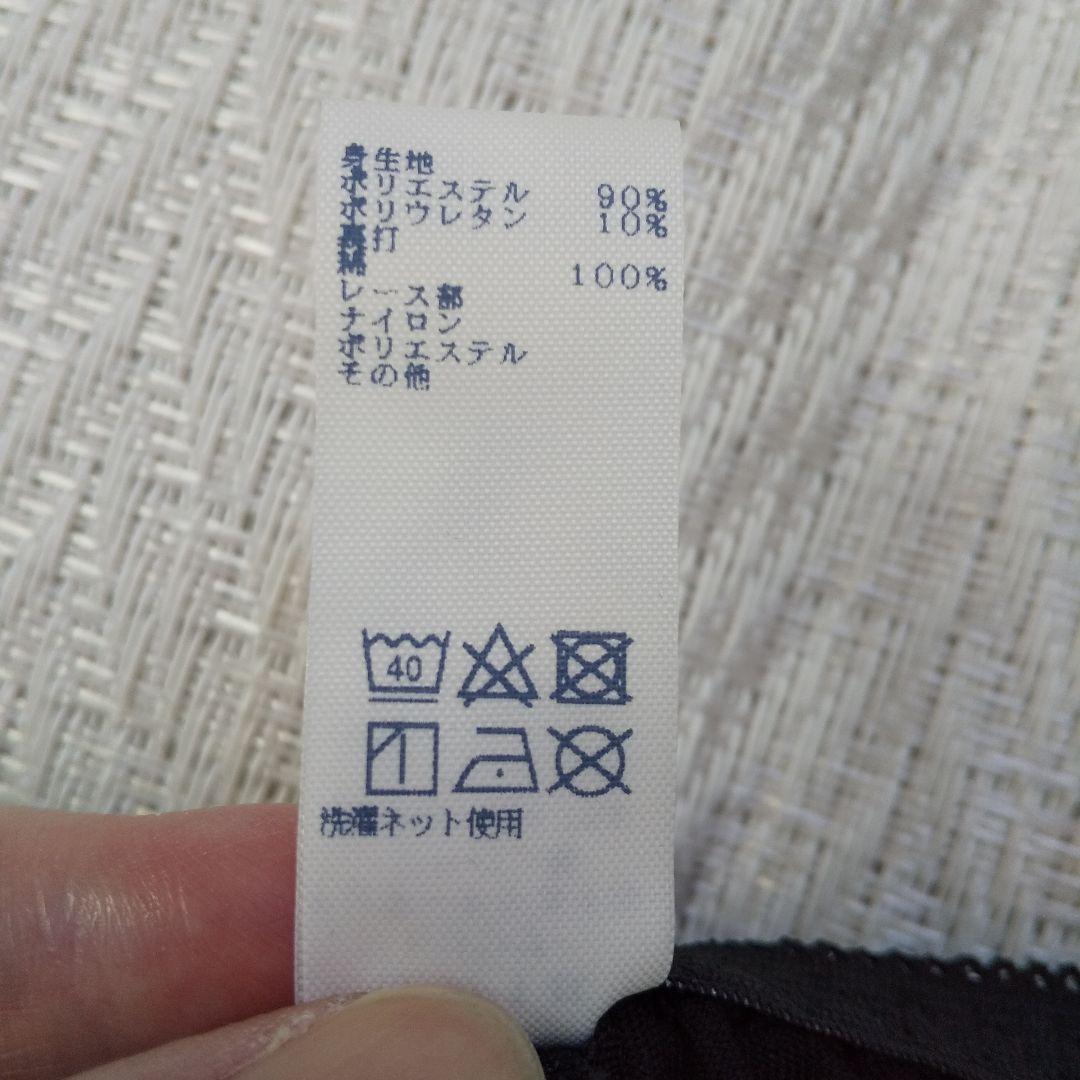 身生地
ポリエステル 90%
ポリウレタン 10%
裏打
綿 100%
レース部
ナイロン
ポリエステル
その他
40
洗濯ネット使用